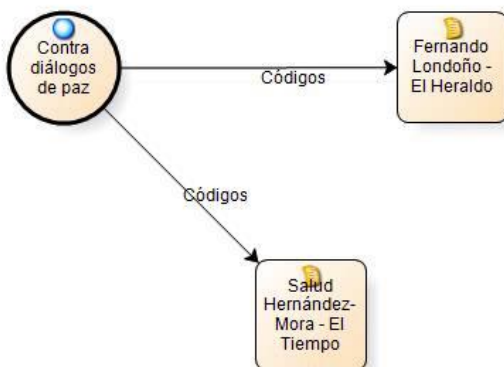 Contra
diálogos
de paz
Códigos
Fernando
Londoño -
El Heraldo
Códigos
Salud
Hernández-
Mora - El
Tiempo